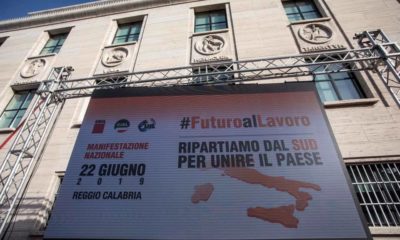 #FuturoalLavoro
MANIFESTAZIONE
NAZIONALE
22 GIUGNO
2019
REGGIO CALABRIA
RIPARTIAMO DAL SUD
PER UNIRE IL PAESE